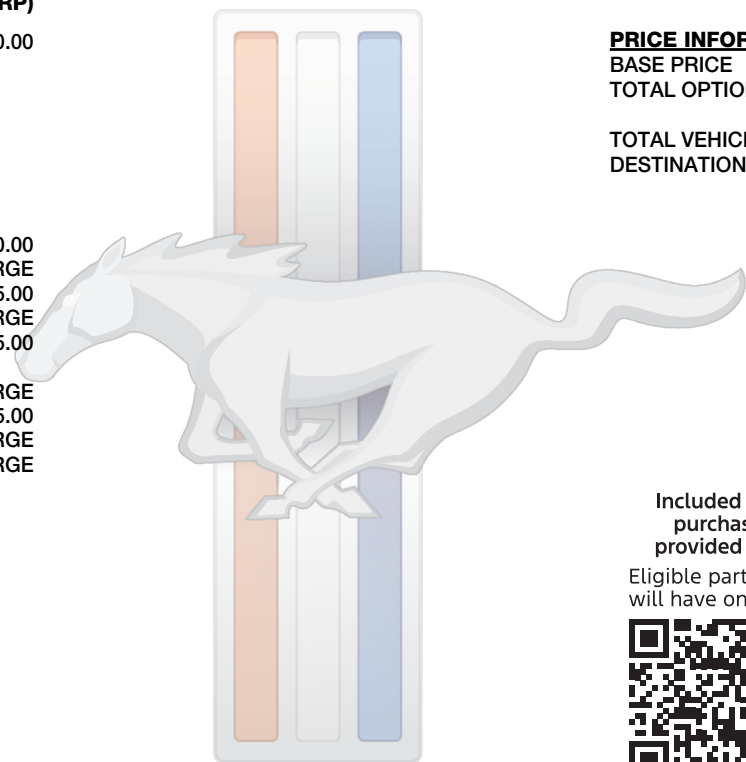 RP)
0.00
0.00
RGE
5.00
RGE
5.00
RGE
5.00
RGE
RGE
PRICE INFOR
BASE PRICE
TOTAL OPTIO
TOTAL VEHICL
DESTINATION
Included
purchas
provided
Eligible part
will have on